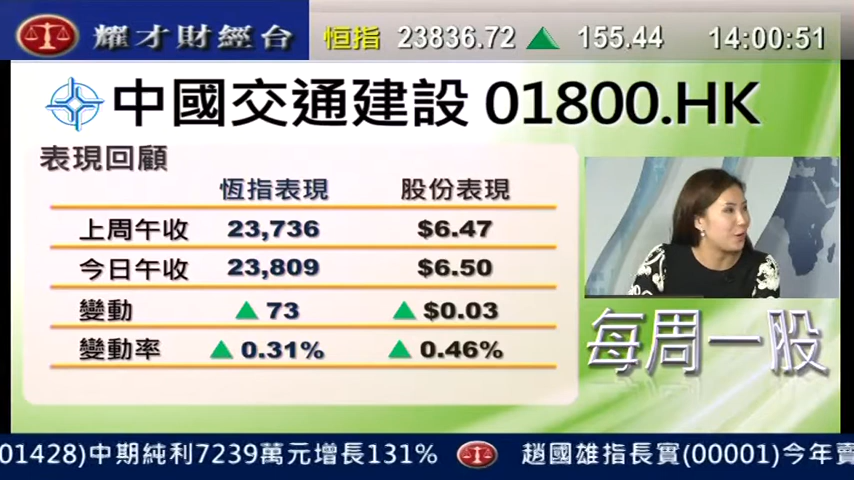 耀才財經台 恒指 23836.72 155.44 14:00:51
中國交通建設 01800.HK
表現回顧
恆指表現 股份表現
上周午收 23,736 $6.47
今日午收 23,809 $6.50
變動 73 $0.03
變動率 0.31% 0.46%
每周一股
01428)中期純利7239萬元增長131% 趙國雄指長實(00001)今年賣